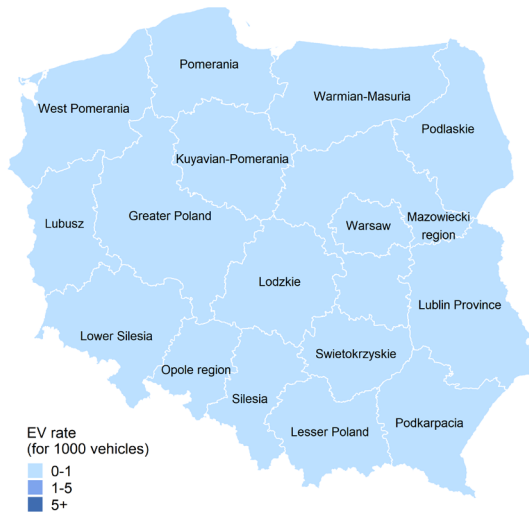 Pomerania
West Pomerania
Warmian-Masuria
Podlaskie
Kuyavian-Pomerania
Lubusz
Greater Poland
Warsaw
Mazowiecki
region
Lodzkie
Lublin Province
Lower Silesia
Swietokrzyskie
Opole region
Silesia
Lesser Poland
Podkarpacia
EV rate
(for 1000 vehicles)
0-1
1-5
5+